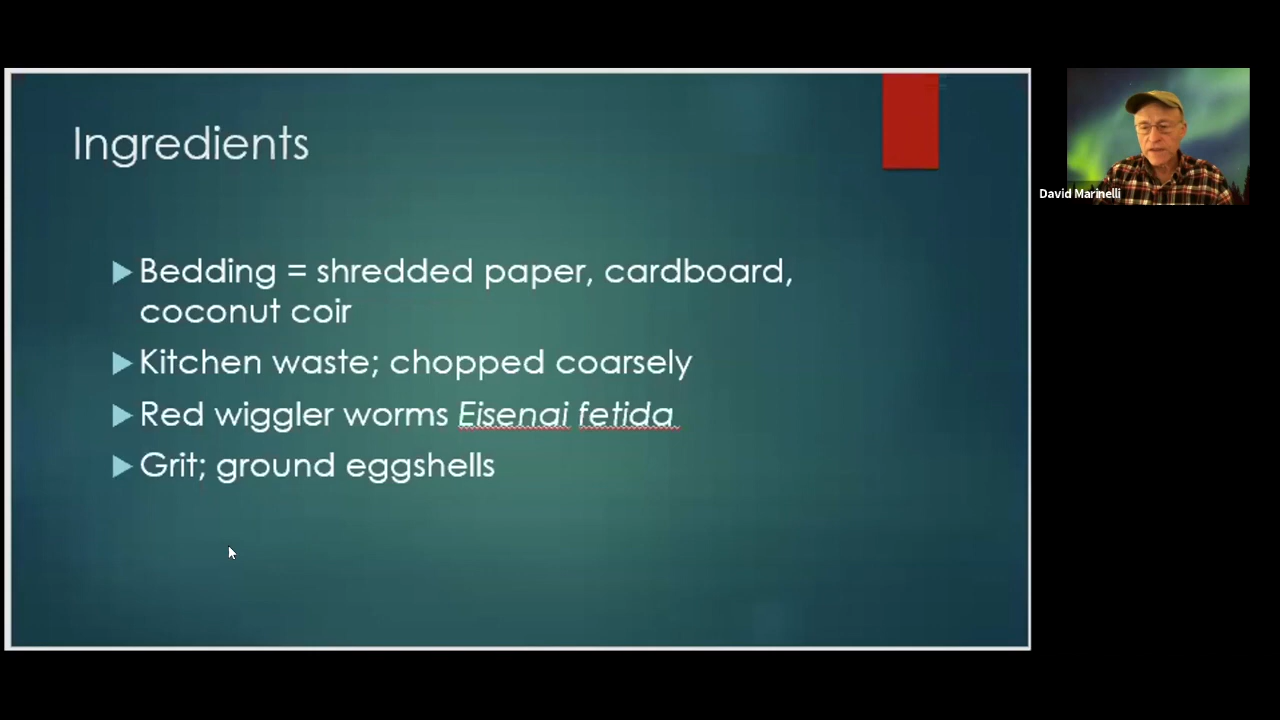 Ingredients
Bedding = shredded paper, cardboard,
coconut coir
Kitchen waste; chopped coarsely
Red wiggler worms Eisenai fetida
Grit; ground eggshells
David Marinelli